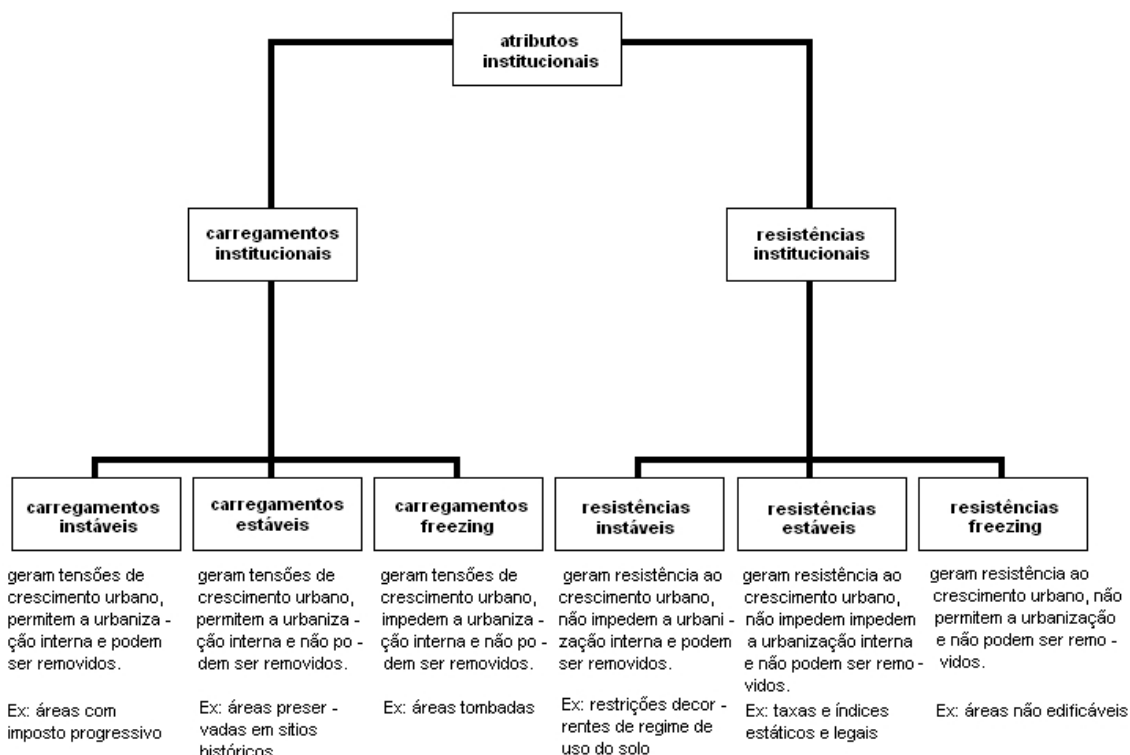 atributos
institucionais
carregamentos
institucionais
resistências
institucionais
carregamentos
instáveis
carregamentos
estáveis
carregamentos
freezing
resistências
instáveis
resistências
estáveis
resistências
freezing
geram tensões de
crescimento urbano,
permitem a urbaniza -
ção interna e podem
ser removidos.
Ex: áreas com
imposto progressivo
geram tensões de
crescimento urbano,
permitem a urbaniza -
ção interna e não po -
dem ser removidos.
Ex: áreas preser -
vadas em sitios
históricos
geram tensões de
crescimento urbano,
impedem a urbaniza -
ção interna e não po -
dem ser removidos.
Ex: áreas tombadas
geram resistência ao
crescimento urbano,
não impedem a urbani -
zação interna e podem
ser removidos.
Ex: restrições decor -
rentes de regime de
uso do solo
geram resistência ao
crescimento urbano,
não impedem impedem
a urbanização interna
e não podem ser remo -
vidos.
Ex: taxas e índices
estáticos e legais
geram resistência ao
crescimento urbano, não
permitem a urbanização
e não podem ser remo -
vidos.
Ex: áreas não edificáveis